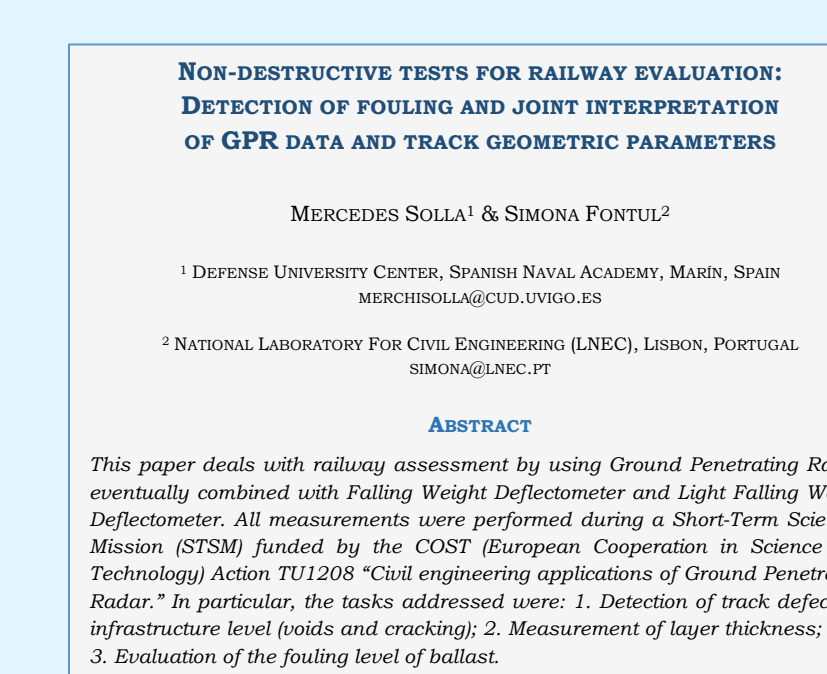 NON-DESTRUCTIVE TESTS FOR RAILWAY EVALUATION:
DETECTION OF FOULING AND JOINT INTERPRETATION
OF GPR DATA AND TRACK GEOMETRIC PARAMETERS
MERCEDES SOLLA¹ & SIMONA FONTUL²
¹ DEFENSE UNIVERSITY CENTER, SPANISH NAVAL ACADEMY, MARÍN, SPAIN
MERCHISOLLA@CUD.UVIGO.ES
² NATIONAL LABORATORY FOR CIVIL ENGINEERING (LNEC), LISBON, PORTUGAL
SIMONA@LNEC.PT
ABSTRACT
This paper deals with railway assessment by using Ground Penetrating
eventually combined with Falling Weight Deflectometer and Light Falling
Deflectometer. All measurements were performed during a Short-Term
Mission (STSM) funded by the COST (European Cooperation in Science
Technology) Action TU1208 “Civil engineering applications of Ground
Radar.” In particular, the tasks addressed were: 1. Detection of track
infrastructure level (voids and cracking); 2. Measurement of layer thickness;
3. Evaluation of the fouling level of ballast.